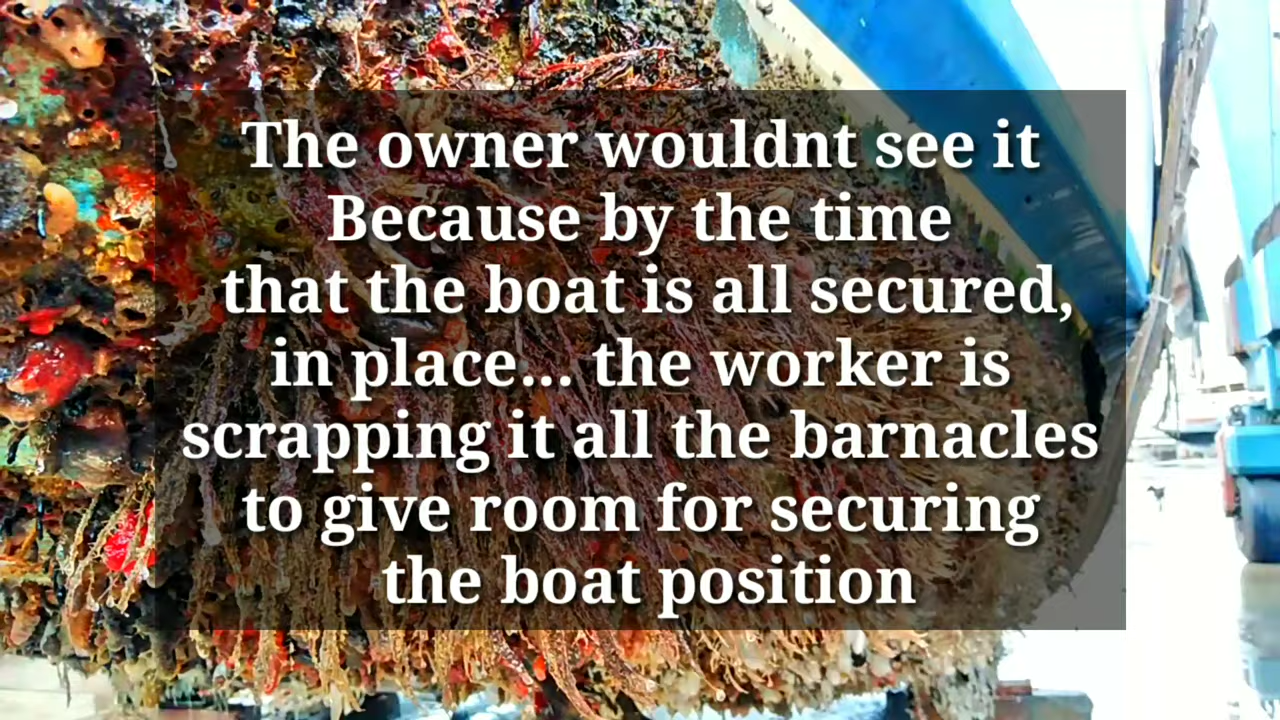 The owner wouldnt see it
Because by the time
that the boat is all secured,
in place... the worker is
scrapping it all the barnacles
to give room for securing
the boat position